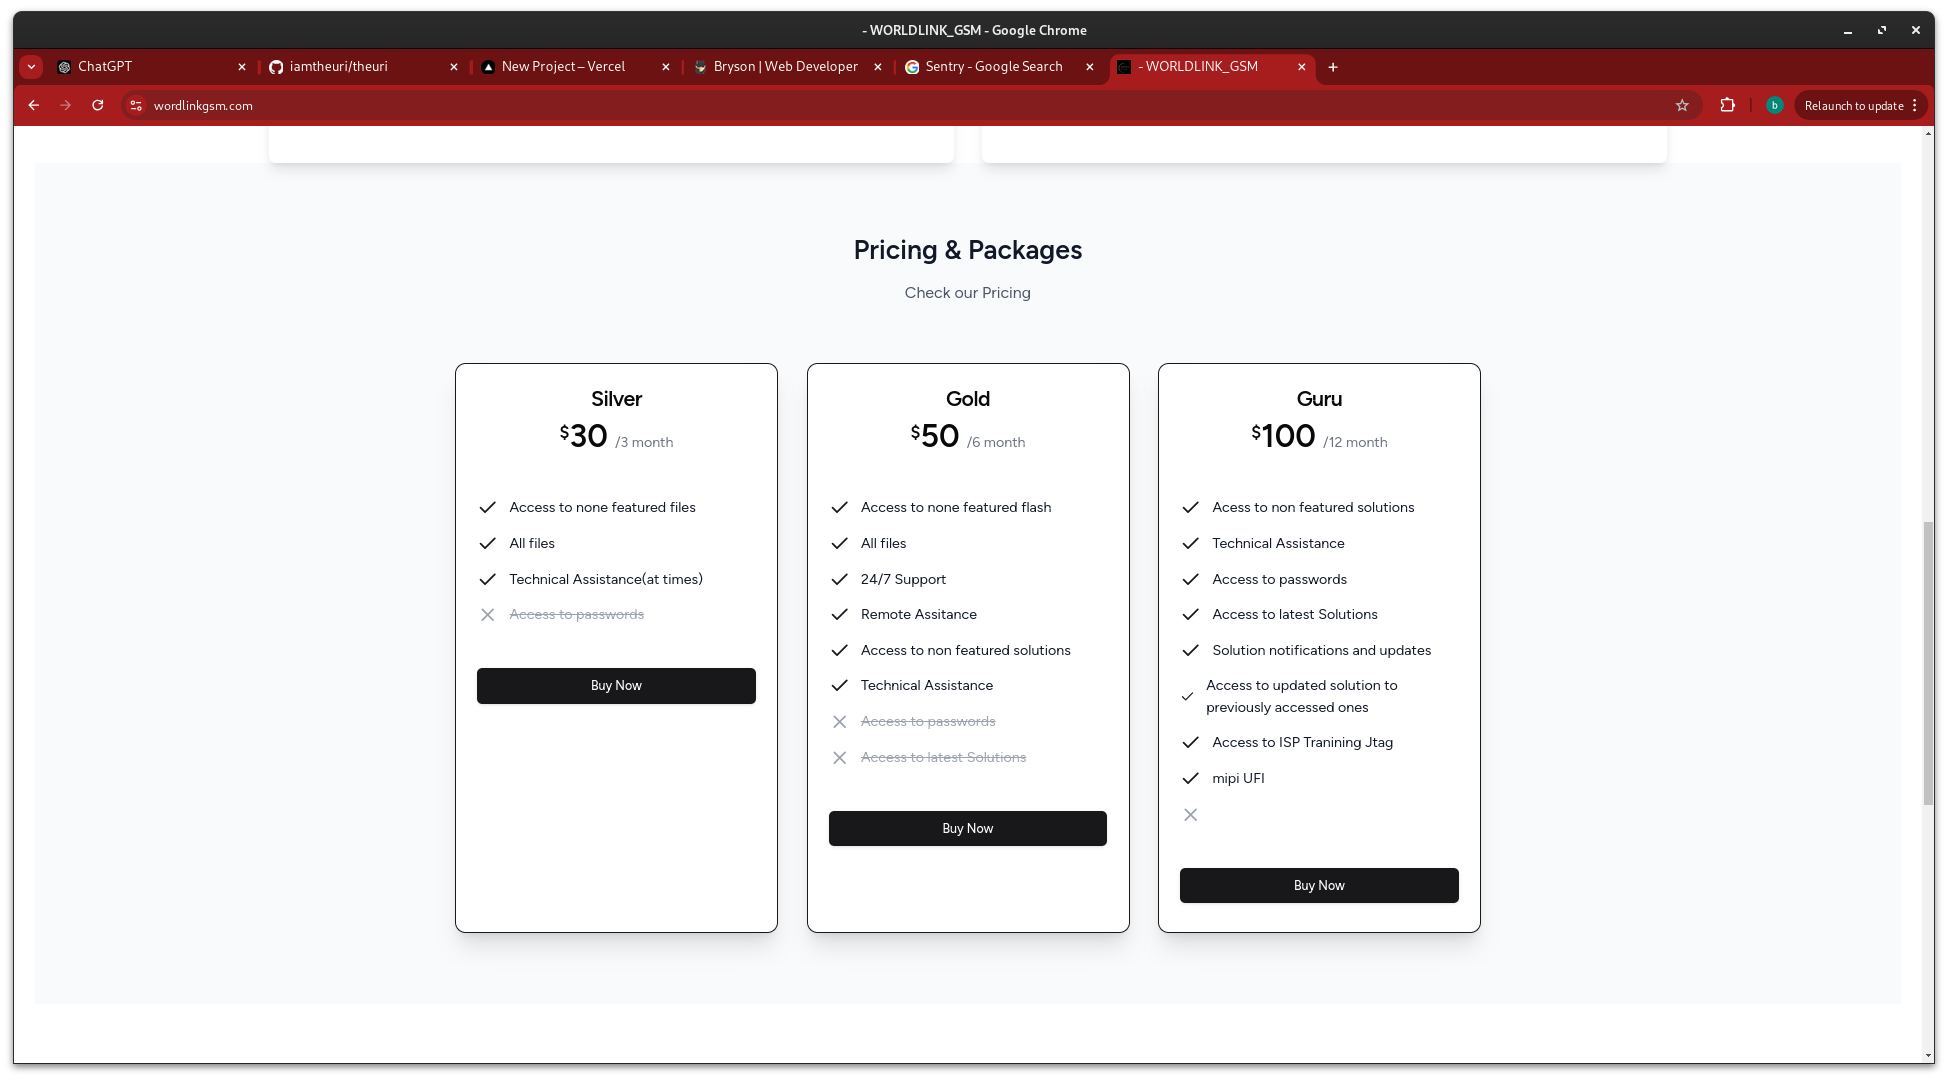 - WORLDLINK_GSM - Google Chrome
ChatGPT
iamtheuri/theuri
New Project – Vercel
Bryson | Web Developer
Sentry - Google Search
- WORLDLINK_GSM
wordlinkgsm.com
b
Relaunch to update
Pricing & Packages
Check our Pricing
Silver
$30 /3 month
Access to none featured files
All files
Technical Assistance(at times)
Access to passwords
Buy Now
Gold
$50 /6 month
Access to none featured flash
All files
24/7 Support
Remote Assitance
Access to non featured solutions
Technical Assistance
Access to passwords
Access to latest Solutions
Buy Now
Guru
$100 /12 month
Acess to non featured solutions
Technical Assistance
Access to passwords
Access to latest Solutions
Solution notifications and updates
Access to updated solution to
previously accessed ones
Access to ISP Tranining Jtag
mipi UFI
Buy Now